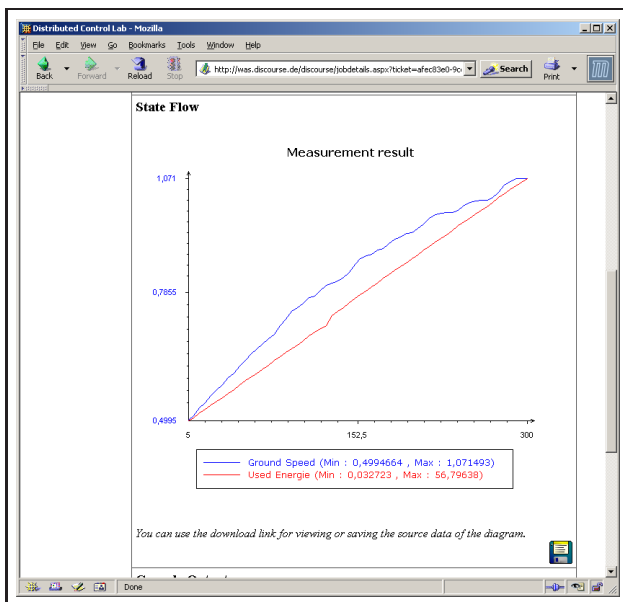 Distributed Control Lab - Mozilla
File Edit View Go Bookmarks Tools Window Help
Back Forward Reload Stop http://was.discourse.de/discourse/jobdetails.aspx?ticket=afec83e0-9c Search Print
State Flow
Measurement result
1,071
0,7855
0,4995
5 152,5 300
Ground Speed (Min : 0,4994664 , Max : 1,071493)
Used Energie (Min : 0,032723 , Max : 56,79638)
You can use the download link for viewing or saving the source data of the diagram.
Done